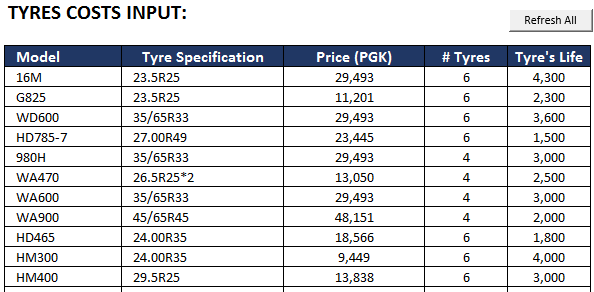 TYRES COSTS INPUT:
Refresh All
Model Tyre Specification Price (PGK) # Tyres Tyre's Life
16M 23.5R25 29,493 6 4,300
G825 23.5R25 11,201 6 2,300
WD600 35/65R33 29,493 6 3,600
HD785-7 27.00R49 23,445 6 1,500
980H 35/65R33 29,493 4 3,000
WA470 26.5R25*2 13,050 4 2,500
WA600 35/65R33 29,493 4 3,000
WA900 45/65R45 48,151 4 2,000
HD465 24.00R35 18,566 6 1,800
HM300 24.00R35 9,449 6 4,000
HM400 29.5R25 13,838 6 3,000